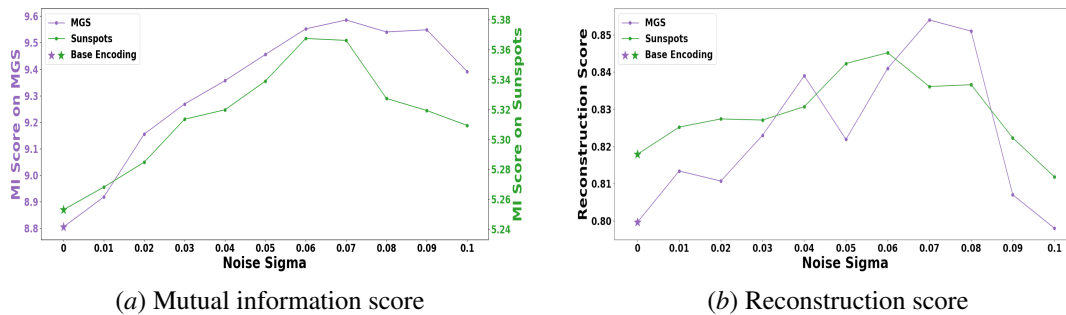 MGS
Sunspots
Base Encoding
MI Score on MGS
9.6
9.5
9.4
9.3
9.2
9.1
9.0
8.9
8.8
5.38
5.36
5.34
5.32
5.30
5.28
5.26
5.24
MI Score on Sunspots
0 0.01 0.02 0.03 0.04 0.05 0.06 0.07 0.08 0.09 0.1
Noise Sigma
(a) Mutual information score
MGS
Sunspots
Base Encoding
Reconstruction Score
0.85
0.84
0.83
0.82
0.81
0.80
0 0.01 0.02 0.03 0.04 0.05 0.06 0.07 0.08 0.09 0.1
Noise Sigma
(b) Reconstruction score